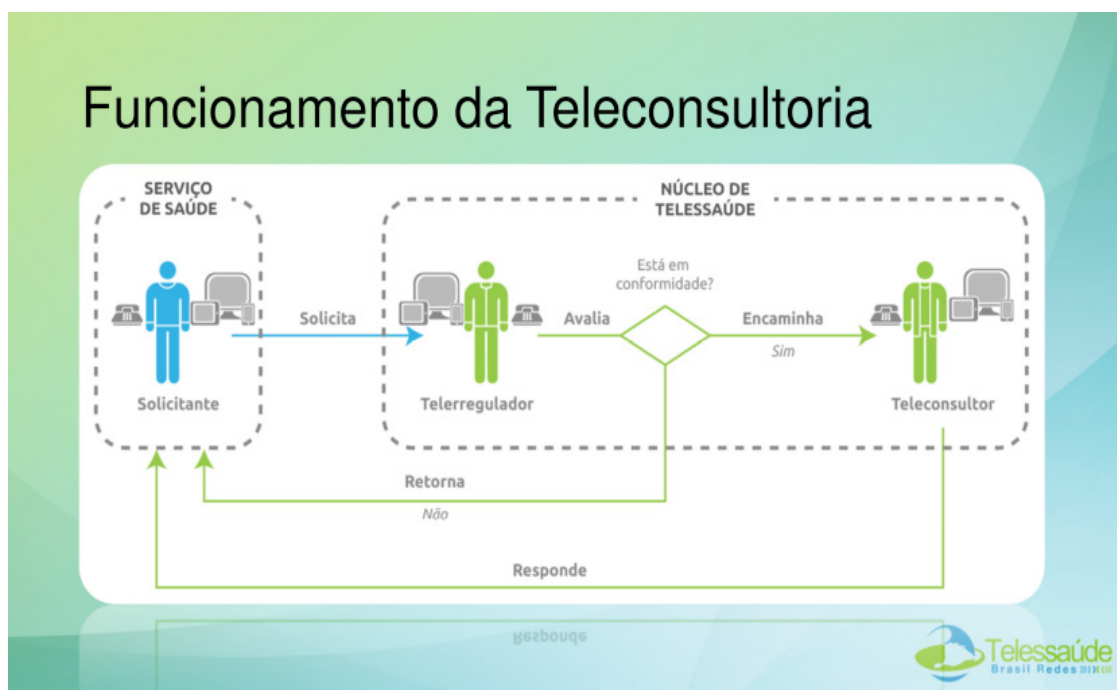 Funcionamento da Teleconsultoria
SERVIÇO
DE SAÚDE
NÚCLEO DE
TELESSAÚDE
Está em
conformidade?
Solicita
Avalia
Encaminha
Sim
Solicitante
Telerregulador
Teleconsultor
Retorna
Não
Responde
Telessaúde
Brasil Redes